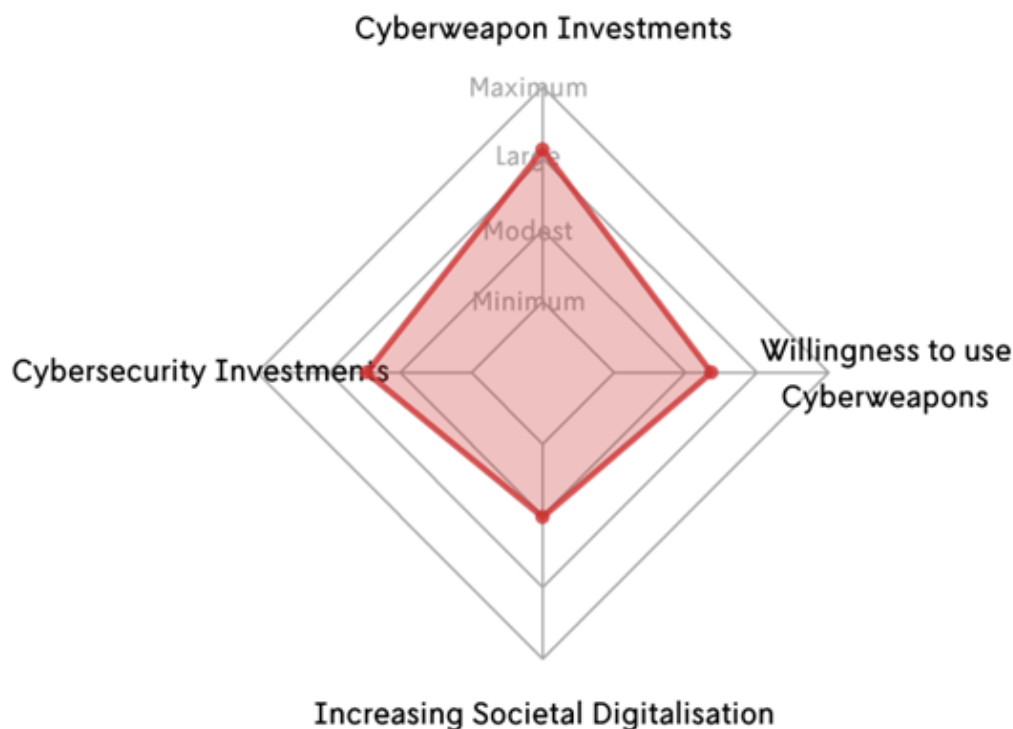 Cyberweapon Investments
Maximum
Large
Modest
Minimum
Cybersecurity Investments
Willingness to use
Cyberweapons
Increasing Societal Digitalisation